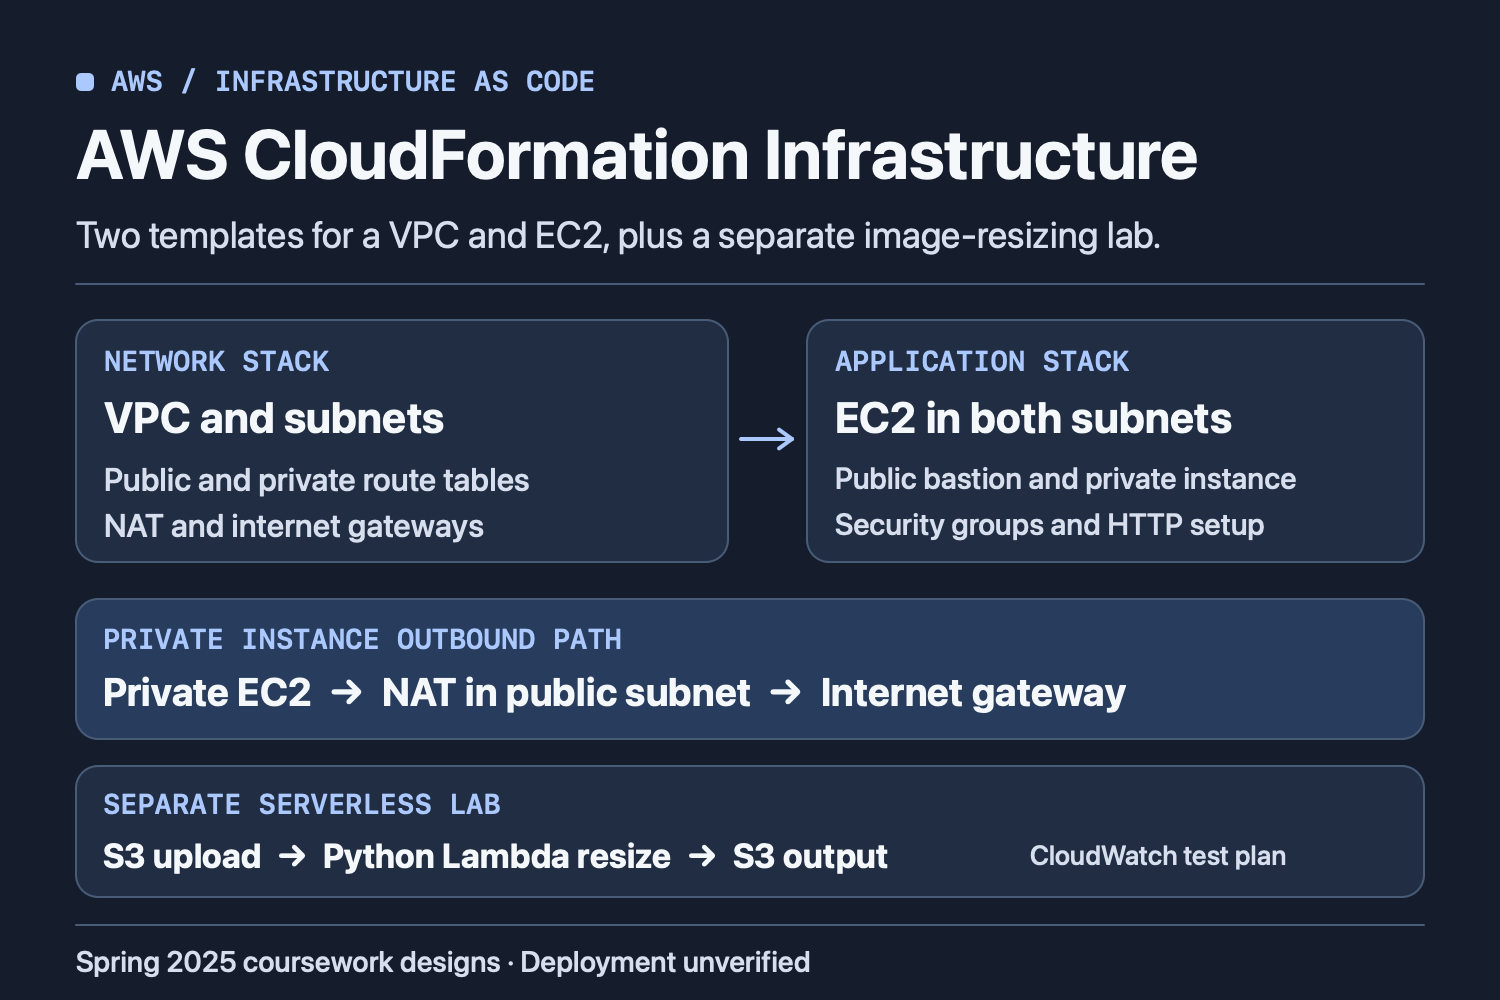 AWS / INFRASTRUCTURE AS CODE
AWS CloudFormation Infrastructure
Two templates for a VPC and EC2, plus a separate image-resizing lab.
NETWORK STACK
VPC and subnets
Public and private route tables
NAT and internet gateways
APPLICATION STACK
EC2 in both subnets
Public bastion and private instance
Security groups and HTTP setup
PRIVATE INSTANCE OUTBOUND PATH
Private EC2 → NAT in public subnet → Internet gateway
SEPARATE SERVERLESS LAB
S3 upload → Python Lambda resize → S3 output
CloudWatch test plan
Spring 2025 coursework designs · Deployment unverified